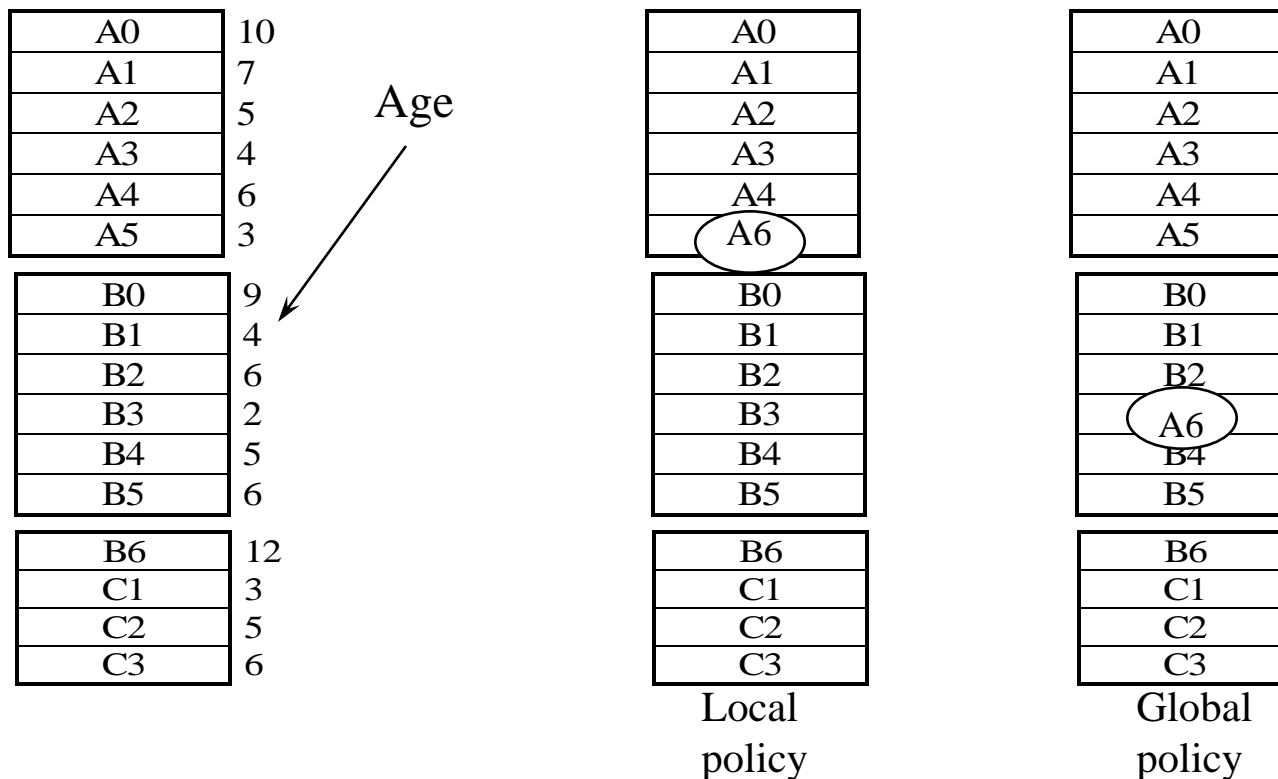 A0 10 A0 A0
A1 7 A1 A1
Age
A2 5 A2 A2
A3 4 A3 A3
A4 6 A4 A4
A5 3 A6 A5
B0 9 B0 B0
B1 4 B1 B1
B2 6 B2 B2
B3 2 B3 A6
B4 5 B4 B4
B5 6 B5 B5
B6 12 B6 B6
C1 3 C1 C1
C2 5 C2 C2
C3 6 C3 C3
Local Global
policy policy